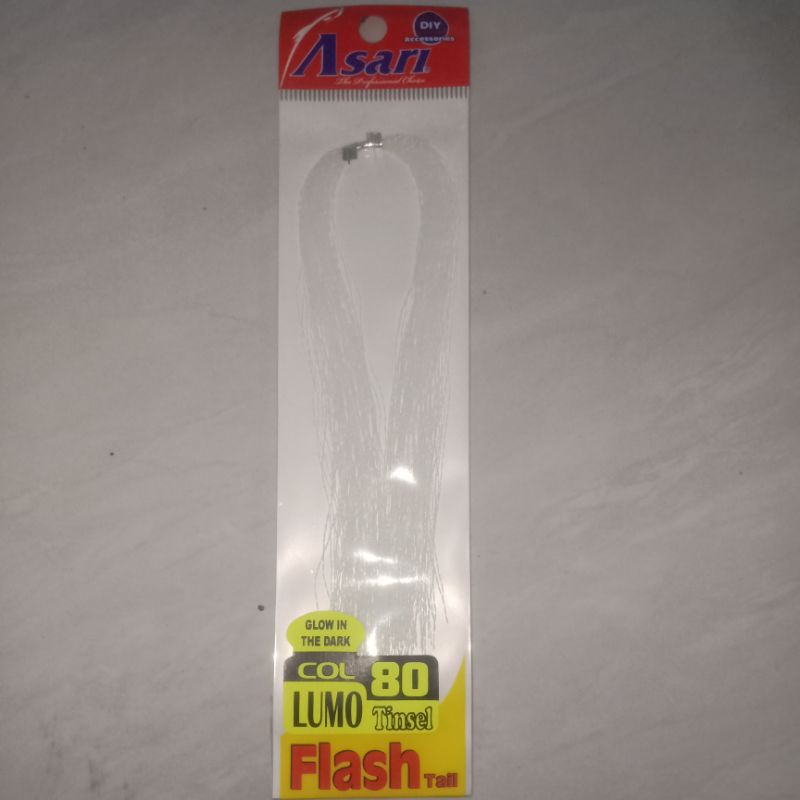 DIY
Accessories
Asari
The Professional Choice
GLOW IN
THE DARK
COL 80
LUMO Tinsel
Flash Tail